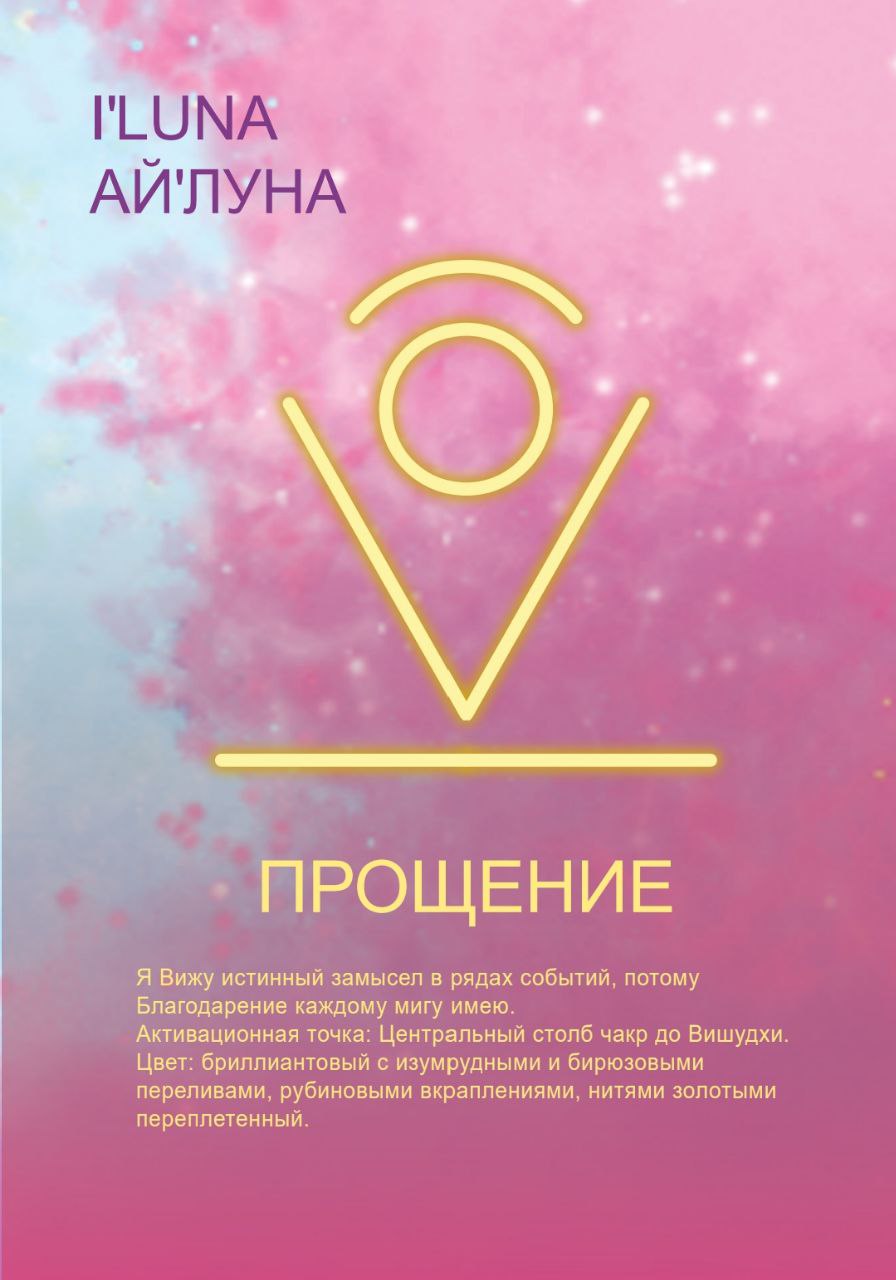 I'LUNA
АЙ'ЛУНА
ПРОЩЕНИЕ
Я Вижу истинный замысел в рядах событий, потому
Благодарение каждому мигу имею.
Активационная точка: Центральный столб чакр до Вишудхи.
Цвет: бриллиантовый с изумрудными и бирюзовыми
переливами, рубиновыми вкраплениями, нитями золотыми
переплетенный.